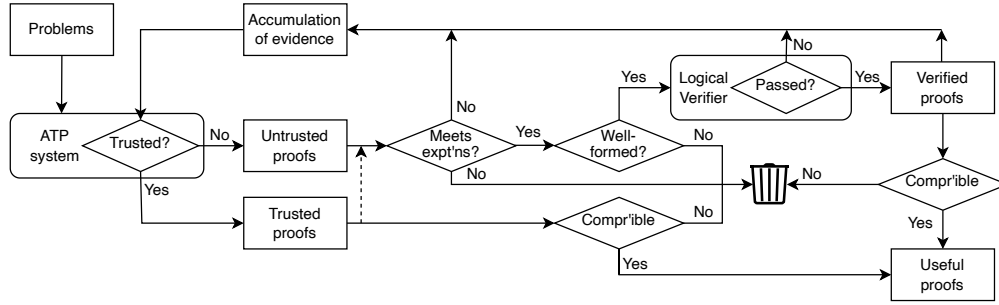 Problems
Accumulation
of evidence
No
Yes
Logical
Verifier
Passed?
Yes
Verified
proofs
ATP
system
Trusted?
No
Untrusted
proofs
No
Meets
expt'ns?
Yes
Well-
formed?
No
No
No
Compr'ible
Yes
Trusted
proofs
Compr'ible
No
Yes
Yes
Useful
proofs